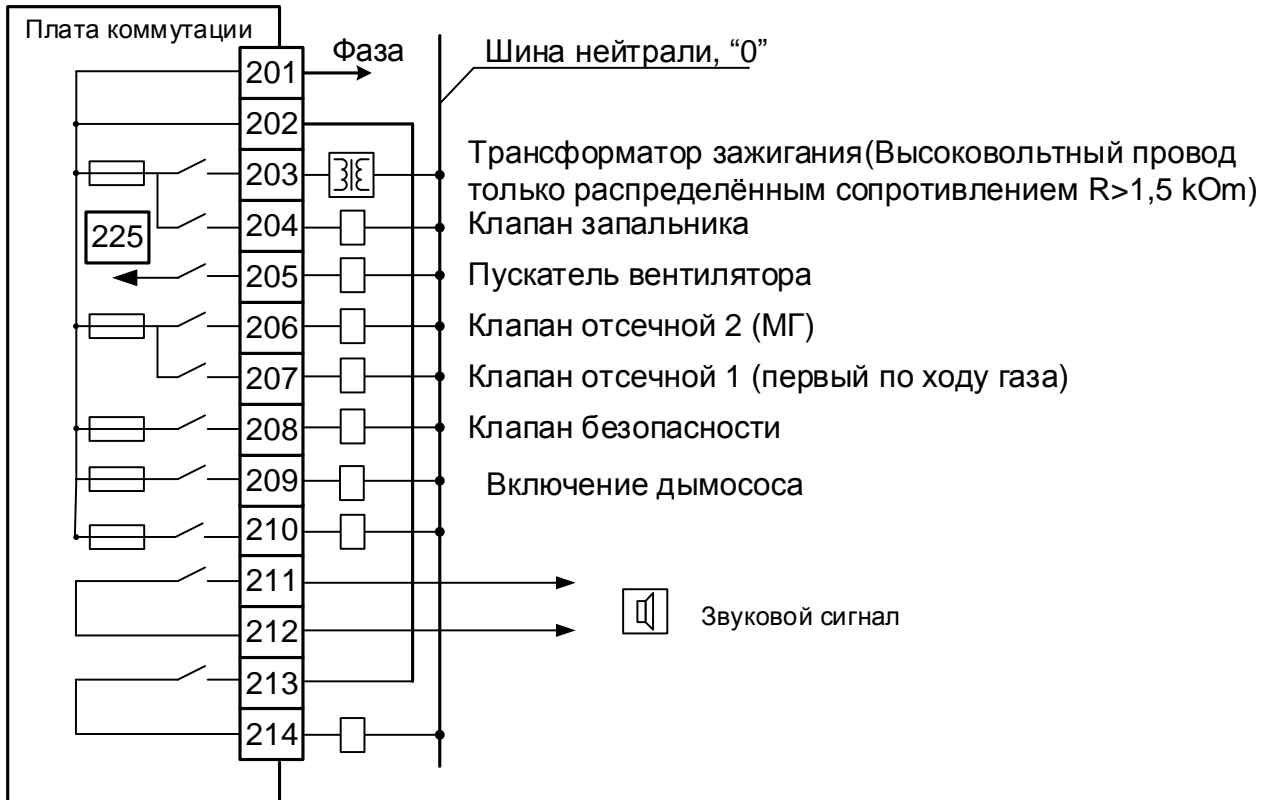 Плата коммутации
201
Фаза
Шина нейтрали, “0”
202
203
Трансформатор зажигания(Высоковольтный провод
только распределённым сопротивлением R>1,5 kOm)
204
Клапан запальника
225
205
Пускатель вентилятора
206
Клапан отсечной 2 (МГ)
207
Клапан отсечной 1 (первый по ходу газа)
208
Клапан безопасности
209
Включение дымососа
210
211
212
Звуковой сигнал
213
214